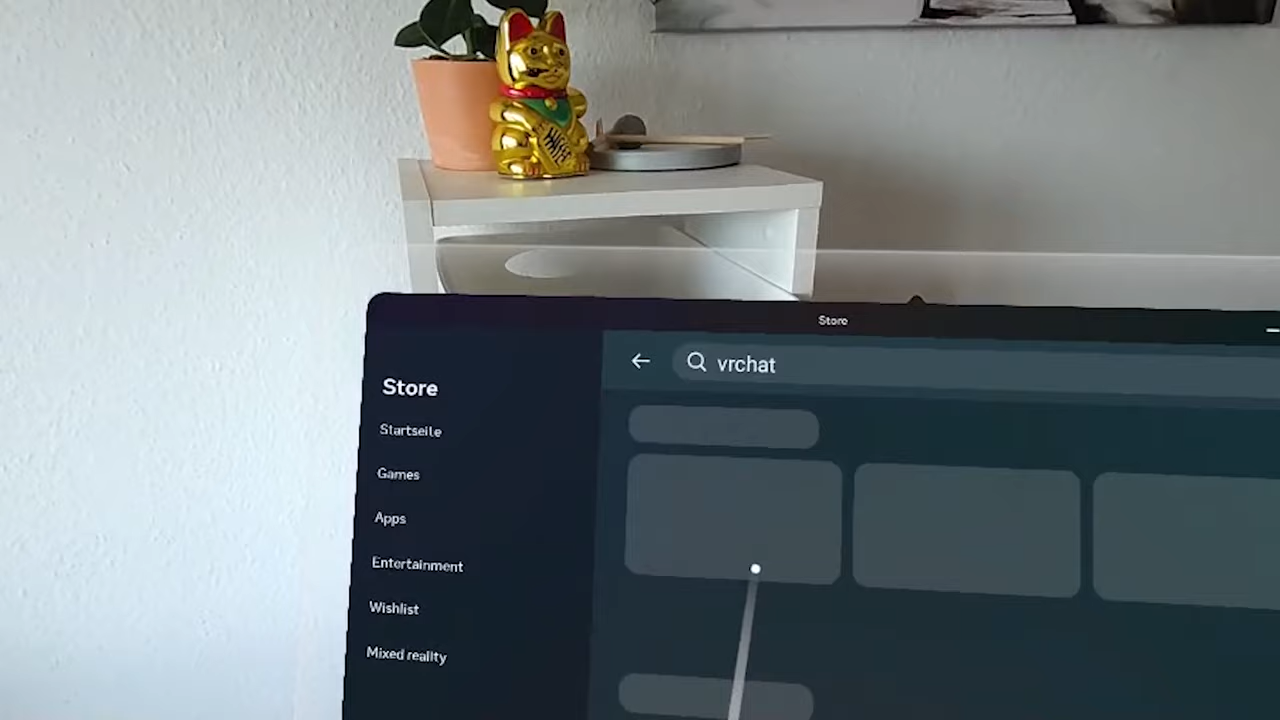 Store
vrchat
Store
Startseite
Games
Apps
Entertainment
Wishlist
Mixed reality